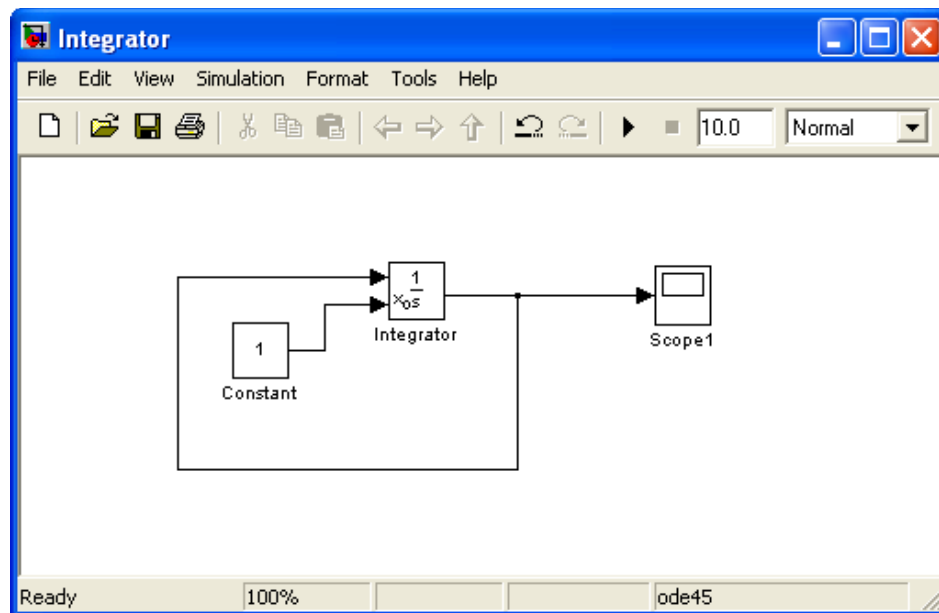 Integrator
File Edit View Simulation Format Tools Help
10.0 Normal
1
s
x₀
Integrator
1
Constant
Scope1
Ready 100% ode45